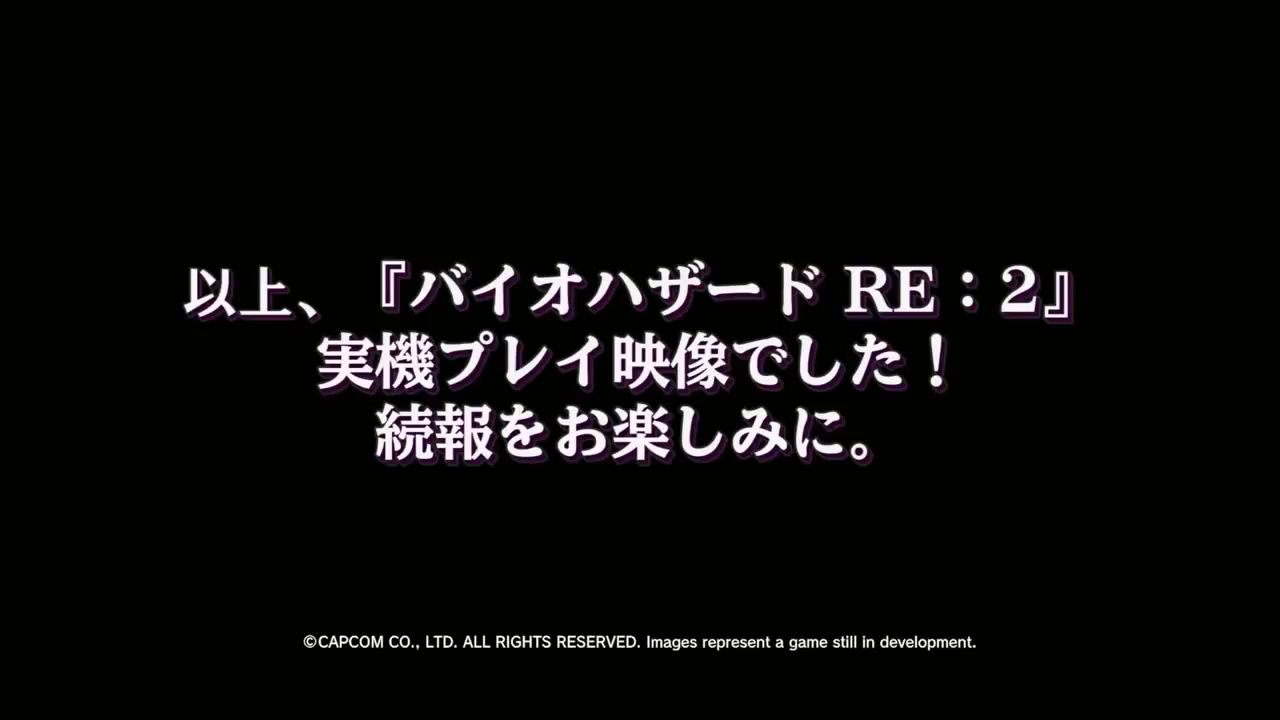 以上、『バイオハザード RE：2』
実機プレイ映像でした！
続報をお楽しみに。
©CAPCOM CO., LTD. ALL RIGHTS RESERVED. Images represent a game still in development.